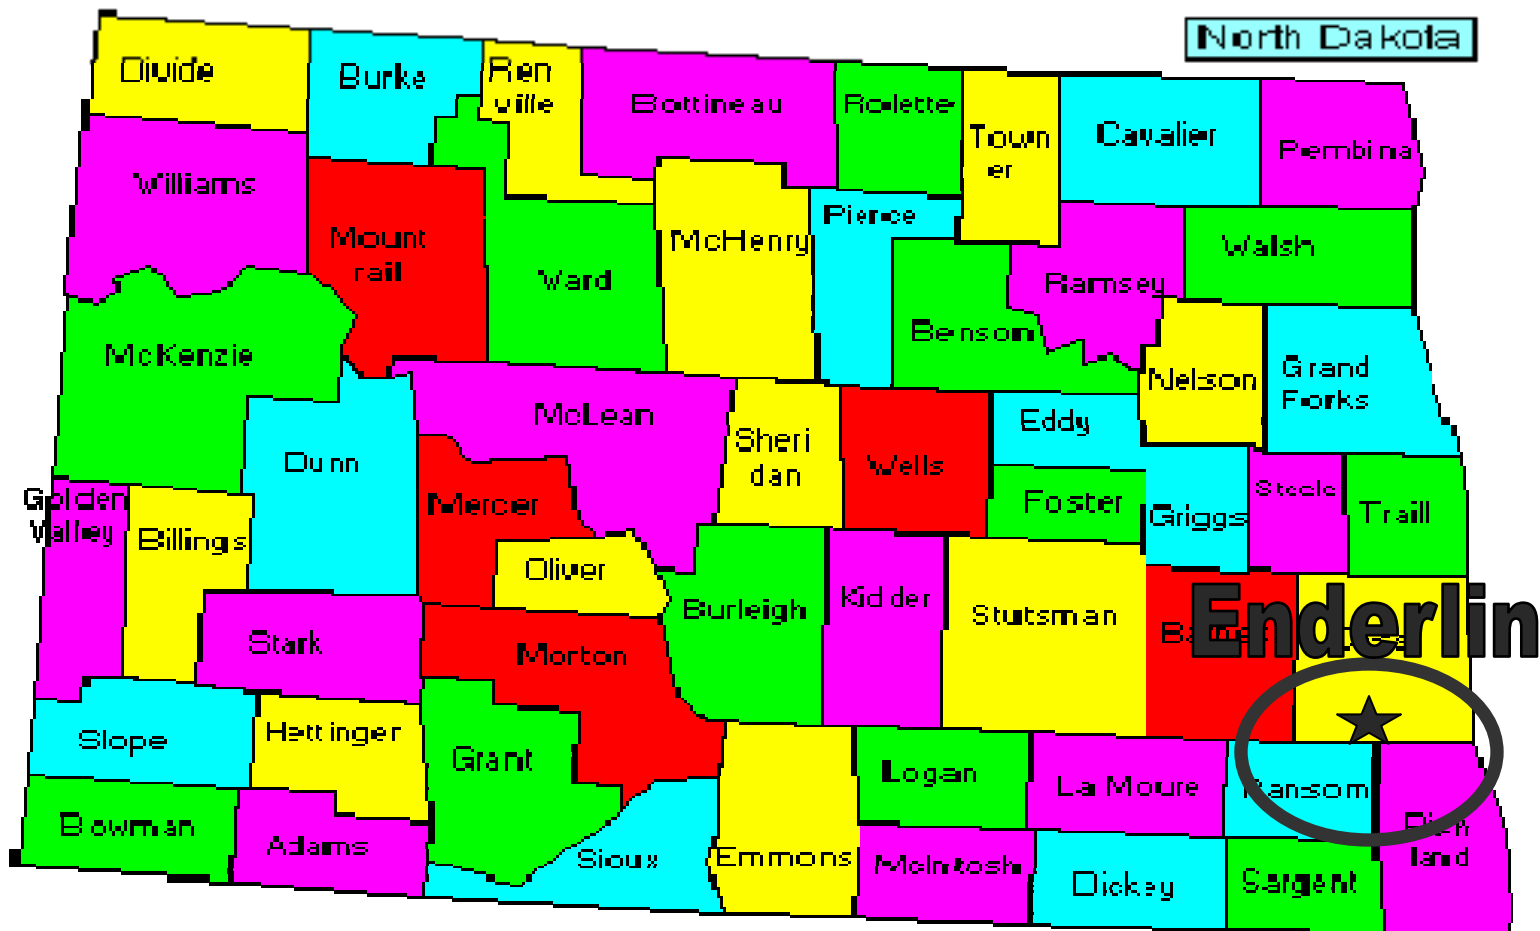 North Dakota
Divide
Burke
Ren
ville
Bottineau
Rolette
Town
er
Cavalier
Pembina
Williams
Mount
rail
Ward
McHenry
Pierce
Benson
Ramsey
Walsh
McKenzie
McLean
Sheri
dan
Wells
Eddy
Foster
Nelson
Grand
Forks
Dunn
Mercer
Griggs
Steele
Traill
Golden
Valley
Billings
Oliver
Burleigh
Kidder
Stutsman
Enderlin
Stark
Morton
Slope
Hettinger
Grant
Logan
La Moure
Ransom
Bowman
Adams
Sioux
Emmons
McIntosh
Dickey
Sargent
Rich
land